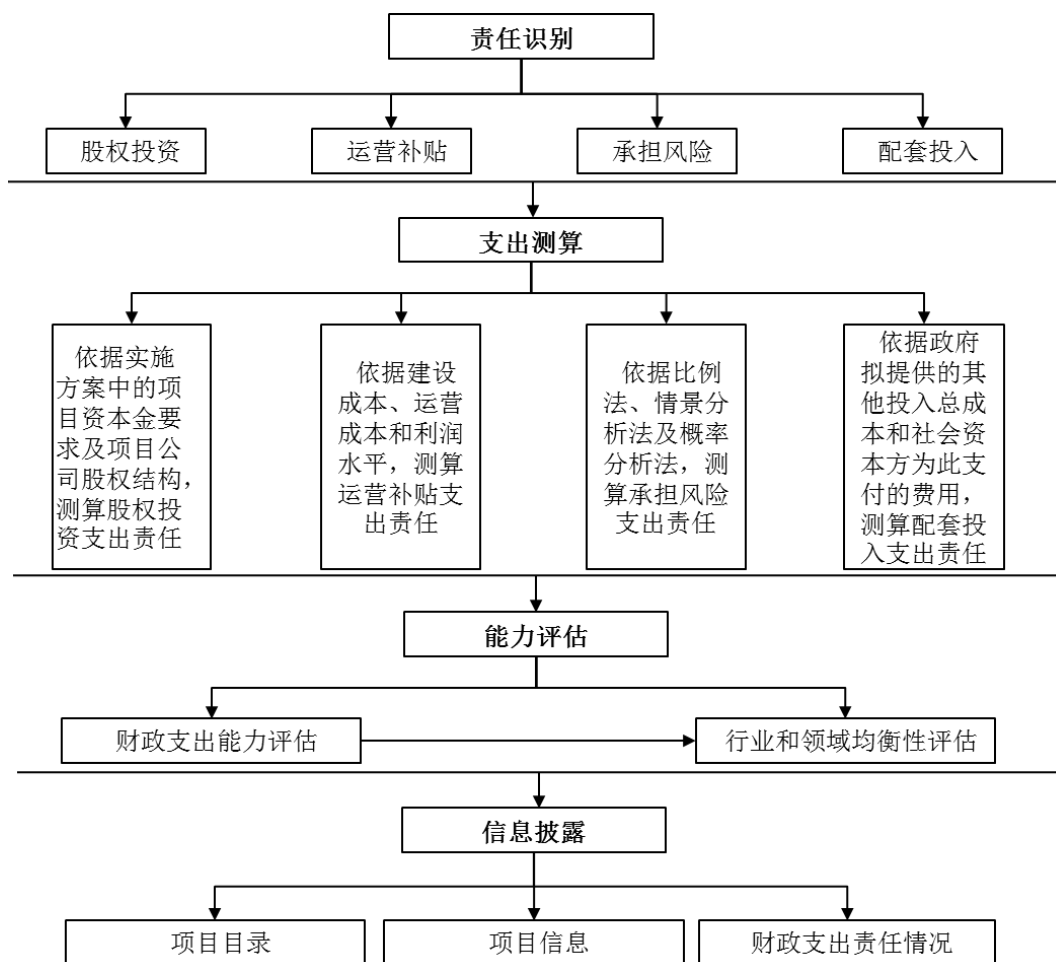 责任识别
股权投资
运营补贴
承担风险
配套投入
支出测算
依据实施
方案中的项
目资本金要
求及项目公
司股权结构，
测算股权投
资支出责任
依据建设
成本、运营
成本和利润
水平，测算
运营补贴支
出责任
依据比例
法、情景分
析法及概率
分析法，测
算承担风险
支出责任
依据政府
拟提供的其
他投入总成
本和社会资
本方为此支
付的费用，
测算配套投
入支出责任
能力评估
财政支出能力评估
行业和领域均衡性评估
信息披露
项目目录
项目信息
财政支出责任情况